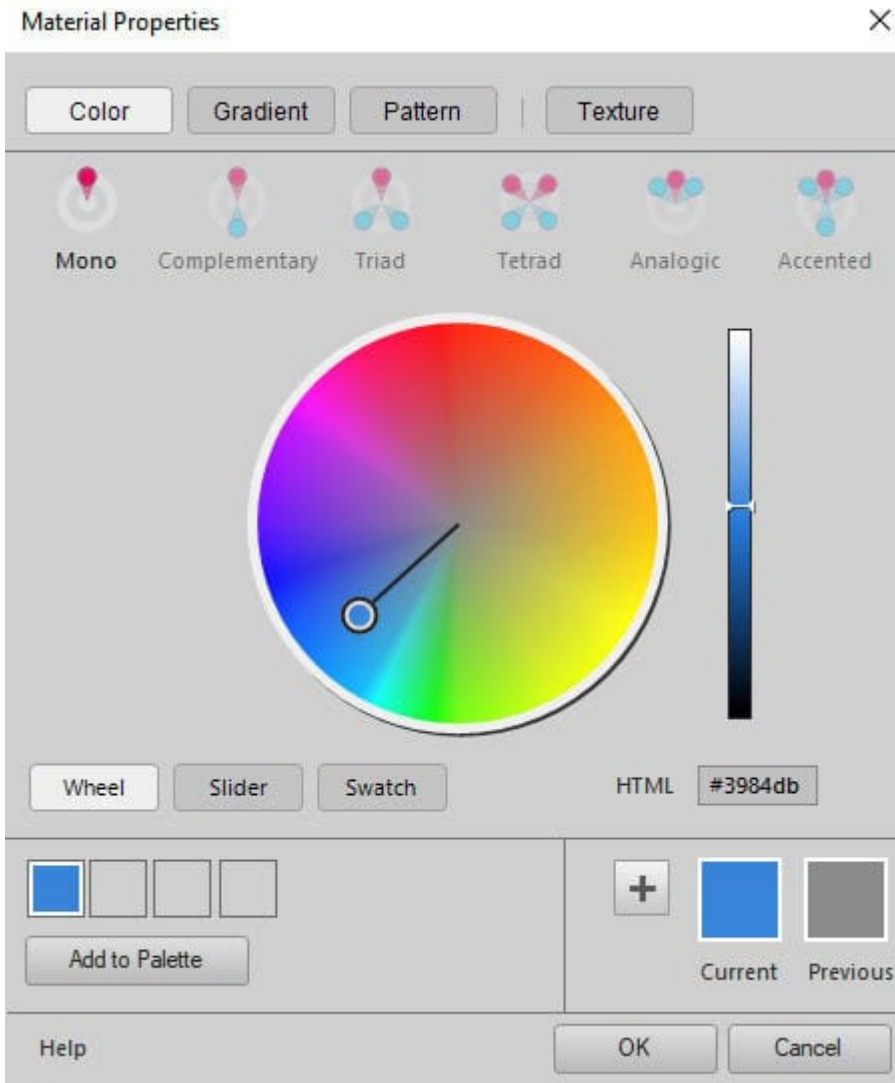 Material Properties
Color Gradient Pattern Texture
Mono Complementary Triad Tetrad Analogic Accented
Wheel Slider Swatch HTML #3984db
Add to Palette
Current Previous
Help OK Cancel